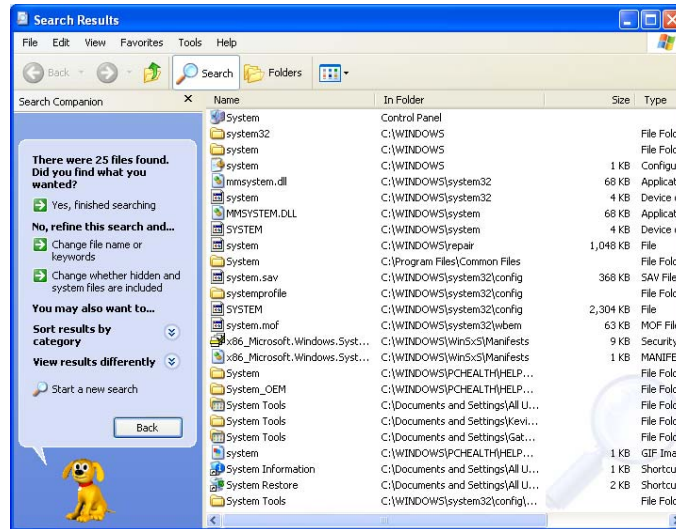 Search Results
File Edit View Favorites Tools Help
Back Search Folders
Search Companion
There were 25 files found.
Did you find what you
wanted?
Yes, finished searching
No, refine this search and...
Change file name or
keywords
Change whether hidden and
system files are included
You may also want to...
Sort results by
category
View results differently
Start a new search
Back
Name In Folder Size Type
System Control Panel
system32 C:\WINDOWS File Fold
system C:\WINDOWS File Fold
system C:\WINDOWS 1 KB Configu
mmsystem.dll C:\WINDOWS\system32 68 KB Applicat
system C:\WINDOWS\system32 4 KB Device
MMSYSTEM.DLL C:\WINDOWS\system 68 KB Applicat
SYSTEM C:\WINDOWS\system 4 KB Device
system C:\WINDOWS\repair 1,048 KB File
System C:\Program Files\Common Files File Fold
system.sav C:\WINDOWS\system32\config 368 KB SAV File
systemprofile C:\WINDOWS\system32\config File Fold
SYSTEM C:\WINDOWS\system32\config 2,304 KB File
system.mof C:\WINDOWS\system32\wbem 63 KB MOF File
x86_Microsoft.Windows.Syst... C:\WINDOWS\WinSxS\Manifests 9 KB Security
x86_Microsoft.Windows.Syst... C:\WINDOWS\WinSxS\Manifests 1 KB MANIFE
System C:\WINDOWS\PCHEALTH\HELP... File Fold
System_OEM C:\WINDOWS\PCHEALTH\HELP... File Fold
System Tools C:\Documents and Settings\All U... File Fold
System Tools C:\Documents and Settings\Kevi... File Fold
System Tools C:\Documents and Settings\Gat... File Fold
system C:\WINDOWS\PCHEALTH\HELP... 1 KB GIF Ima
System Information C:\Documents and Settings\All U... 1 KB Shortcu
System Restore C:\Documents and Settings\All U... 2 KB Shortcu
System Tools C:\WINDOWS\system32\config\... File Fold